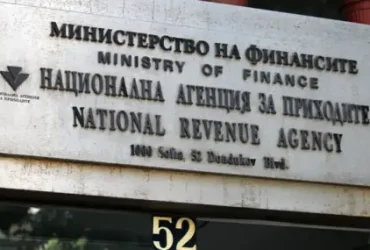 МИНИСТЕРСТВО НА ФИНАНСИТЕ
MINISTRY OF FINANCE
НАЦИОНАЛНА АГЕНЦИЯ ЗА ПРИХОДИТЕ
NATIONAL REVENUE AGENCY
1000 Sofia, 52 Dondukov Blvd.
52